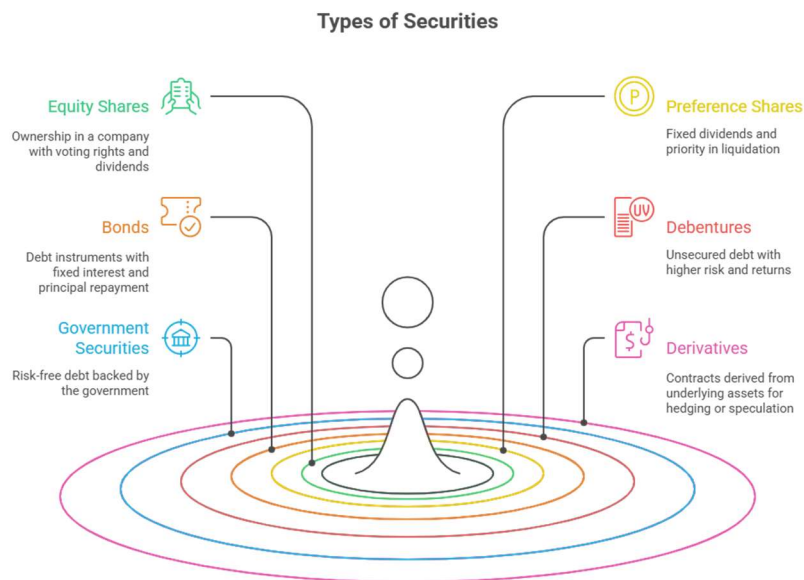 Types of Securities
Equity Shares
Ownership in a company
with voting rights and
dividends
Bonds
Debt instruments with
fixed interest and
principal repayment
Government
Securities
Risk-free debt backed by
the government
P
Preference Shares
Fixed dividends and
priority in liquidation
UV
Debentures
Unsecured debt with
higher risk and returns
$
Derivatives
Contracts derived from
underlying assets for
hedging or speculation